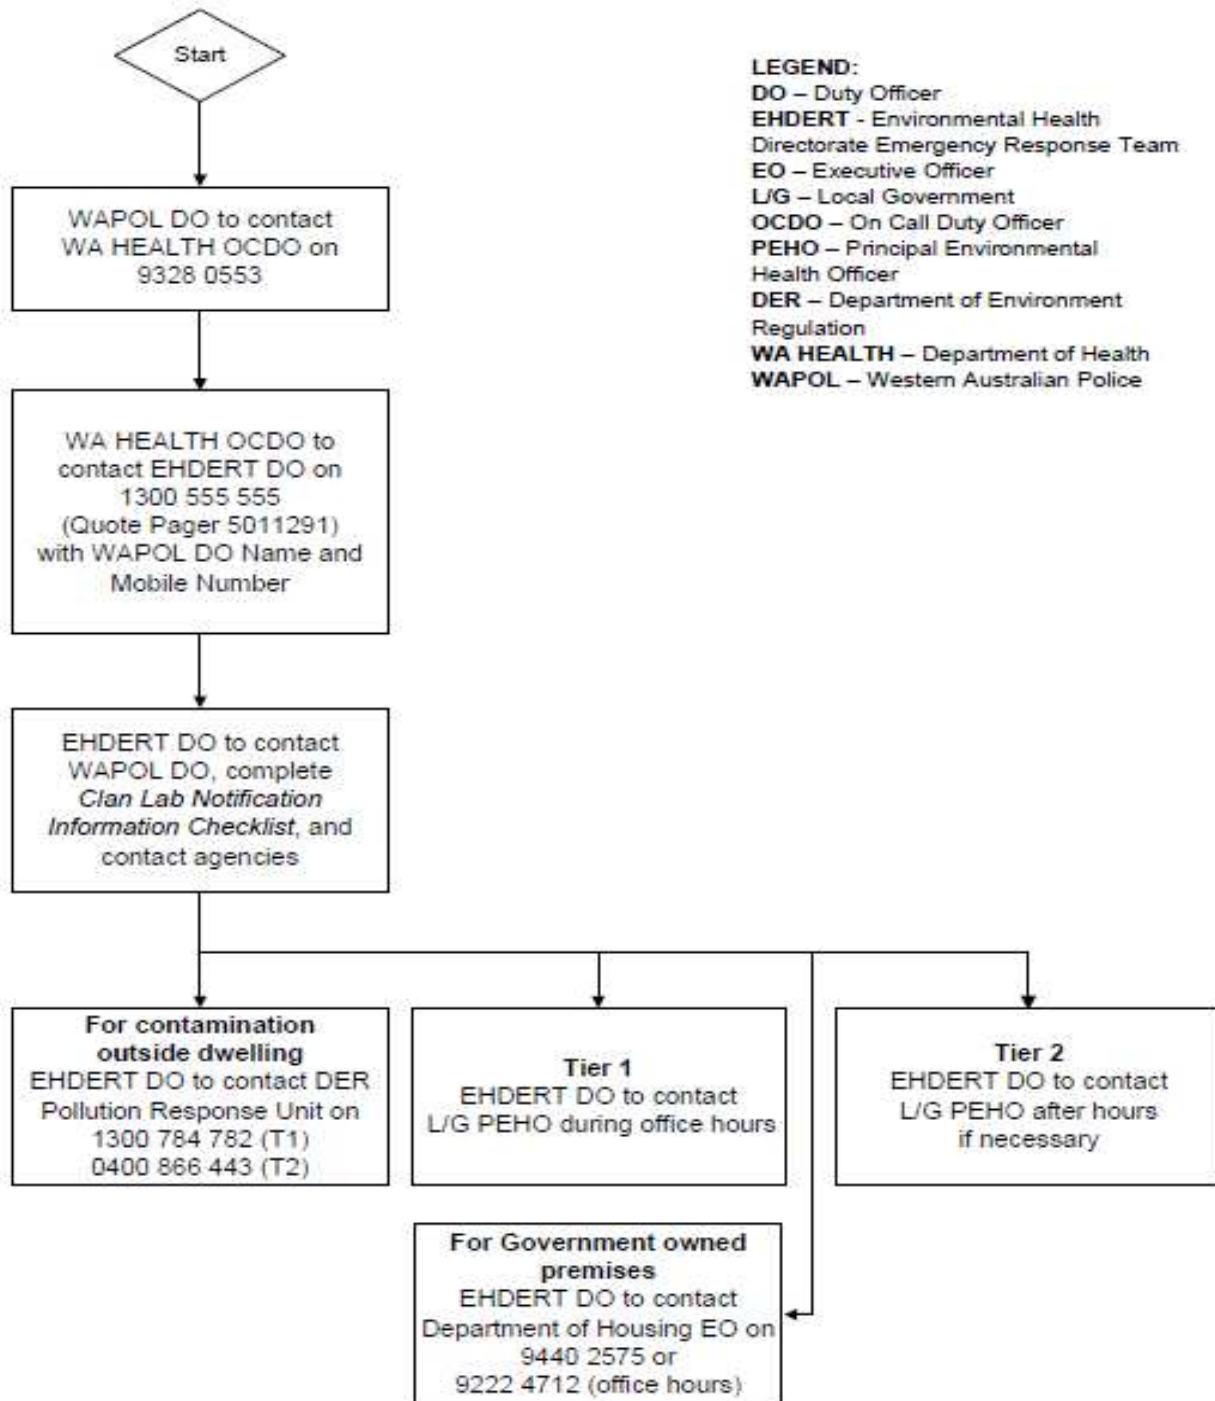 Start
LEGEND:
DO – Duty Officer
EHDERT - Environmental Health
Directorate Emergency Response Team
EO – Executive Officer
L/G – Local Government
OCDO – On Call Duty Officer
PEHO – Principal Environmental
Health Officer
DER – Department of Environment
Regulation
WA HEALTH – Department of Health
WAPOL – Western Australian Police
WAPOL DO to contact
WA HEALTH OCDO on
9328 0553
WA HEALTH OCDO to
contact EHDERT DO on
1300 555 555
(Quote Pager 5011291)
with WAPOL DO Name and
Mobile Number
EHDERT DO to contact
WAPOL DO, complete
Clan Lab Notification
Information Checklist, and
contact agencies
For contamination
outside dwelling
EHDERT DO to contact DER
Pollution Response Unit on
1300 784 782 (T1)
0400 866 443 (T2)
Tier 1
EHDERT DO to contact
L/G PEHO during office hours
Tier 2
EHDERT DO to contact
L/G PEHO after hours
if necessary
For Government owned
premises
EHDERT DO to contact
Department of Housing EO on
9440 2575 or
9222 4712 (office hours)